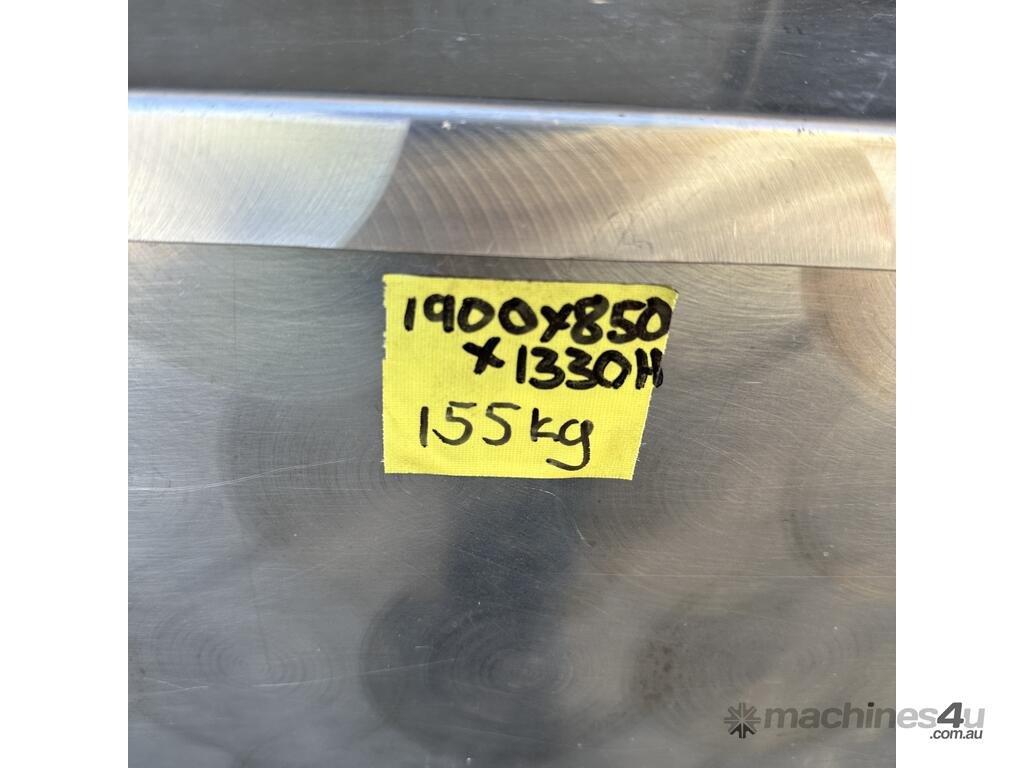 1900x850
x1330H
155kg
machines4u
.com.au